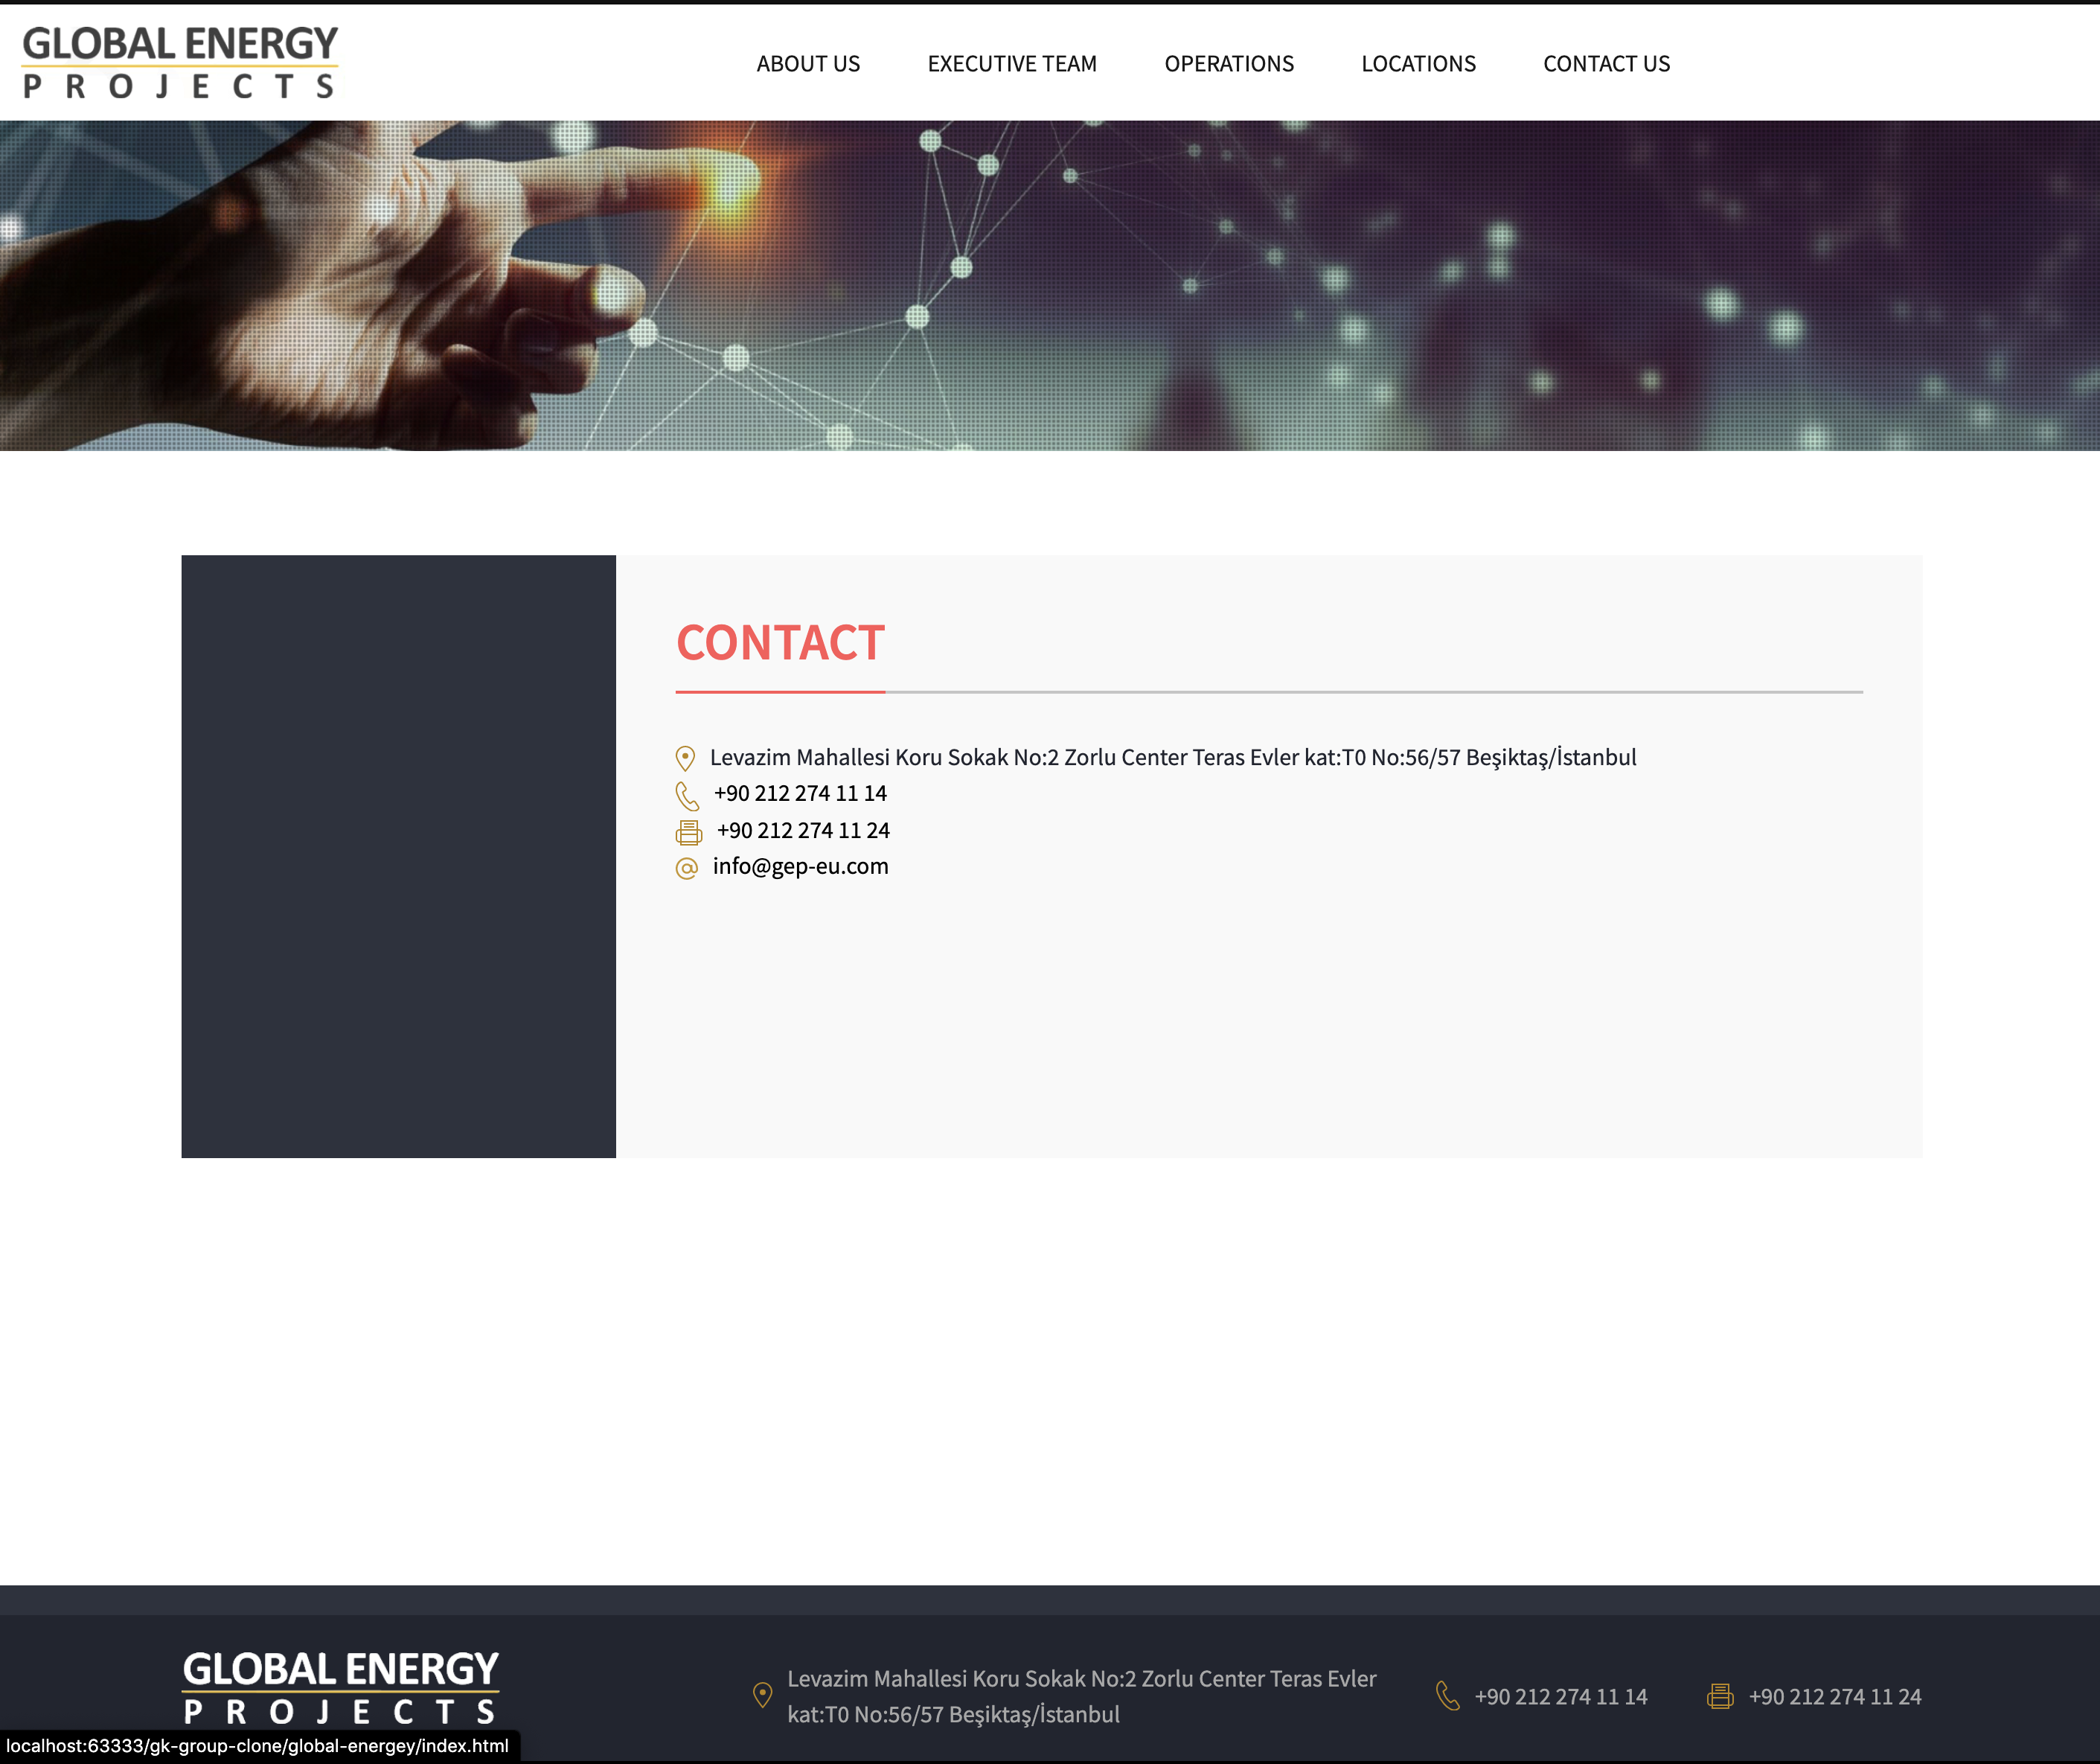 GLOBAL ENERGY
PROJECTS
ABOUT US
EXECUTIVE TEAM
OPERATIONS
LOCATIONS
CONTACT US
CONTACT
Levazim Mahallesi Koru Sokak No:2 Zorlu Center Teras Evler kat:T0 No:56/57 Beşiktaş/İstanbul
+90 212 274 11 14
+90 212 274 11 24
info@gep-eu.com
GLOBAL ENERGY
PROJECTS
Levazim Mahallesi Koru Sokak No:2 Zorlu Center Teras Evler
kat:T0 No:56/57 Beşiktaş/İstanbul
+90 212 274 11 14
+90 212 274 11 24
localhost:63333/gk-group-clone/global-energey/index.html